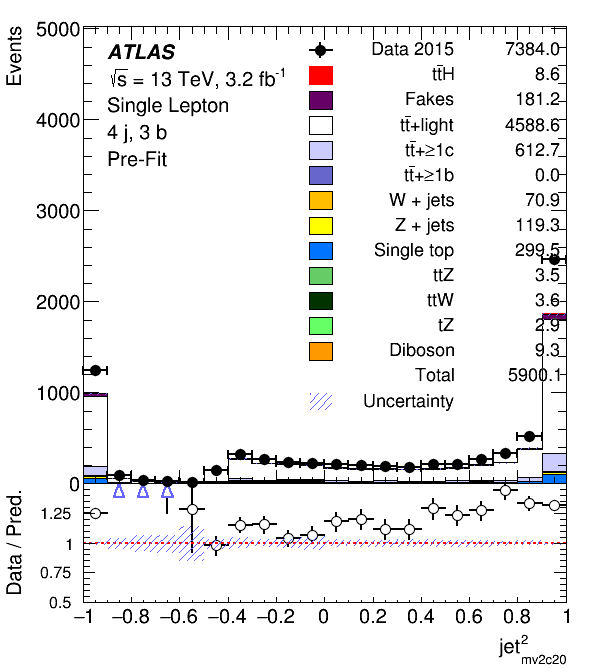 Events
5000
4000
3000
2000
1000
0
ATLAS
√s = 13 TeV, 3.2 fb⁻¹
Single Lepton
4 j, 3 b
Pre-Fit
Data 2015 7384.0
tt̄H 8.6
Fakes 181.2
tt̄+light 4588.6
tt̄+≥1c 612.7
tt̄+≥1b 0.0
W + jets 70.9
Z + jets 119.3
Single top 299.5
ttZ 3.5
ttW 3.6
tZ 2.9
Diboson 9.3
Total 5900.1
Uncertainty
Data / Pred.
1.25
1
0.75
0.5
−1 −0.8 −0.6 −0.4 −0.2 0 0.2 0.4 0.6 0.8 1
jet²mv2c20